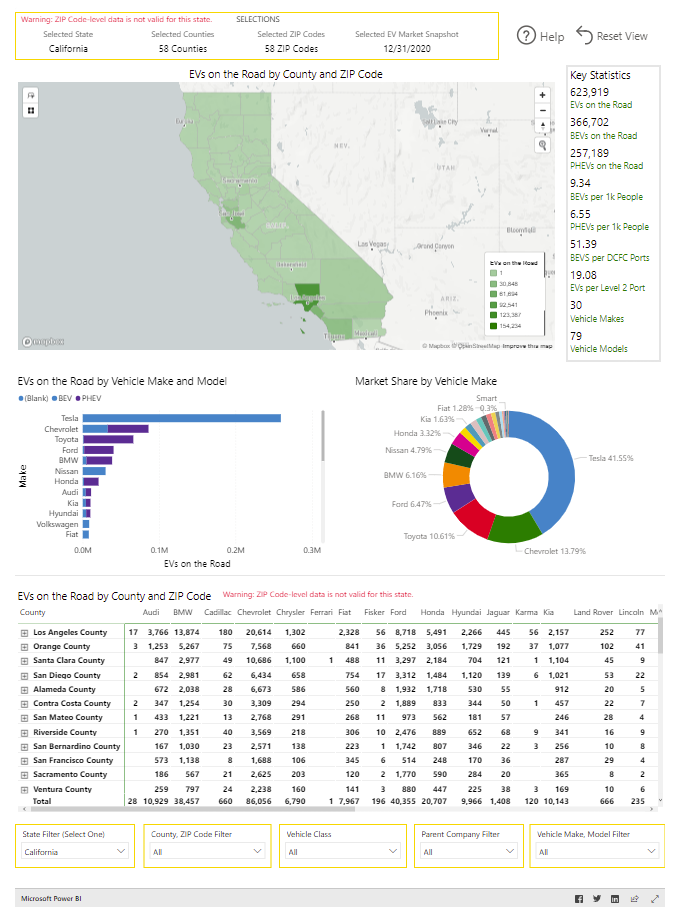 Warning: ZIP Code-level data is not valid for this state. SELECTIONS
Selected State Selected Counties Selected ZIP Codes Selected EV Market Snapshot
California 58 Counties 58 ZIP Codes 12/31/2020
Help Reset View
EVs on the Road by County and ZIP Code
Key Statistics
623,919
EVs on the Road
366,702
BEVs on the Road
257,189
PHEVs on the Road
9.34
BEVs per 1k People
6.55
PHEVs per 1k People
51.39
BEVS per DCFC Ports
19.08
EVs per Level 2 Port
30
Vehicle Makes
79
Vehicle Models
Eureka
Salt Lake City
Vernal
NEV.
UTAH
Sacramento
San Jose
CALIF.
Las Vegas
Grand Canyon
Bloomfield
Bakersfield
Los Angeles
ARIZ.
Phoenix
Tijuana
Mexicali
EVs on the Road
1
30,848
61,694
92,541
123,387
154,234
mapbox
© Mapbox © OpenStreetMap Improve this map
EVs on the Road by Vehicle Make and Model
(Blank) BEV PHEV
Make
Tesla
Chevrolet
Toyota
Ford
BMW
Nissan
Honda
Audi
Kia
Hyundai
Volkswagen
Fiat
0.0M 0.1M 0.2M 0.3M
EVs on the Road
Market Share by Vehicle Make
Smart
Fiat 1.28% 0.3%
Kia 1.63%
Honda 3.32%
Nissan 4.79%
BMW 6.16%
Ford 6.47%
Toyota 10.61%
Chevrolet 13.79%
Tesla 41.55%
EVs on the Road by County and ZIP Code Warning: ZIP Code-level data is not valid for this state.
County Audi BMW Cadillac Chevrolet Chrysler Ferrari Fiat Fisker Ford Honda Hyundai Jaguar Karma Kia Land Rover Lincoln
Los Angeles County 17 3,766 13,874 180 20,614 1,302 2,328 56 8,718 5,491 2,266 445 56 2,157 252 77
Orange County 3 1,253 5,267 75 7,568 660 841 36 5,252 3,056 1,729 192 37 1,077 102 41
Santa Clara County 847 2,977 49 10,686 1,100 1 488 11 3,297 2,184 704 121 1 1,104 45 9
San Diego County 2 854 2,981 62 6,434 658 754 17 3,312 1,484 1,120 139 6 1,021 53 22
Alameda County 672 2,038 28 6,673 586 560 8 1,932 1,718 530 55 912 20 5
Contra Costa County 2 347 1,254 30 3,309 294 250 2 1,889 833 344 50 1 457 22 7
San Mateo County 1 433 1,221 13 2,768 291 268 11 973 562 181 57 246 28 4
Riverside County 1 270 1,351 40 3,569 218 306 10 2,476 889 652 68 9 341 16 9
San Bernardino County 167 1,030 23 2,571 138 223 1 1,742 807 346 22 3 256 10 8
San Francisco County 573 1,138 8 1,688 106 345 6 514 248 170 36 287 29 4
Sacramento County 186 567 21 2,625 203 120 2 1,770 590 284 20 365 8 2
Ventura County 259 797 24 2,238 160 141 3 880 447 225 38 3 169 10 6
Total 28 10,929 38,457 660 86,056 6,790 1 7,967 196 40,355 20,707 9,966 1,408 120 10,143 666 235
State Filter (Select One) County, ZIP Code Filter Vehicle Class Parent Company Filter Vehicle Make, Model Filter
California All All All All
Microsoft Power BI